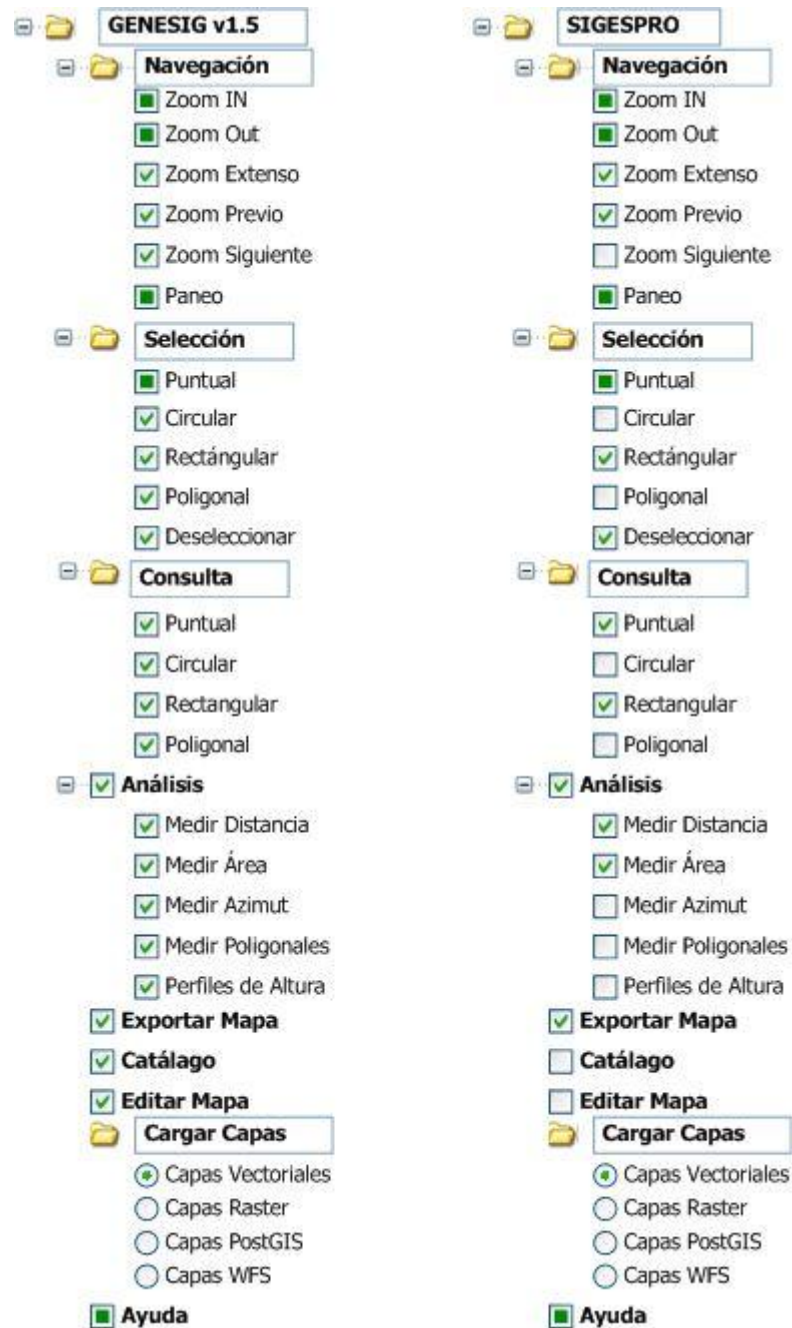 GENESIG v1.5
Navegación
Zoom IN
Zoom Out
Zoom Extenso
Zoom Previo
Zoom Siguiente
Paneo
Selección
Puntual
Circular
Rectángular
Poligonal
Deseleccionar
Consulta
Puntual
Circular
Rectangular
Poligonal
Análisis
Medir Distancia
Medir Área
Medir Azimut
Medir Poligonales
Perfiles de Altura
Exportar Mapa
Catálago
Editar Mapa
Cargar Capas
Capas Vectoriales
Capas Raster
Capas PostGIS
Capas WFS
Ayuda
SIGESPRO
Navegación
Zoom IN
Zoom Out
Zoom Extenso
Zoom Previo
Zoom Siguiente
Paneo
Selección
Puntual
Circular
Rectángular
Poligonal
Deseleccionar
Consulta
Puntual
Circular
Rectangular
Poligonal
Análisis
Medir Distancia
Medir Área
Medir Azimut
Medir Poligonales
Perfiles de Altura
Exportar Mapa
Catálago
Editar Mapa
Cargar Capas
Capas Vectoriales
Capas Raster
Capas PostGIS
Capas WFS
Ayuda